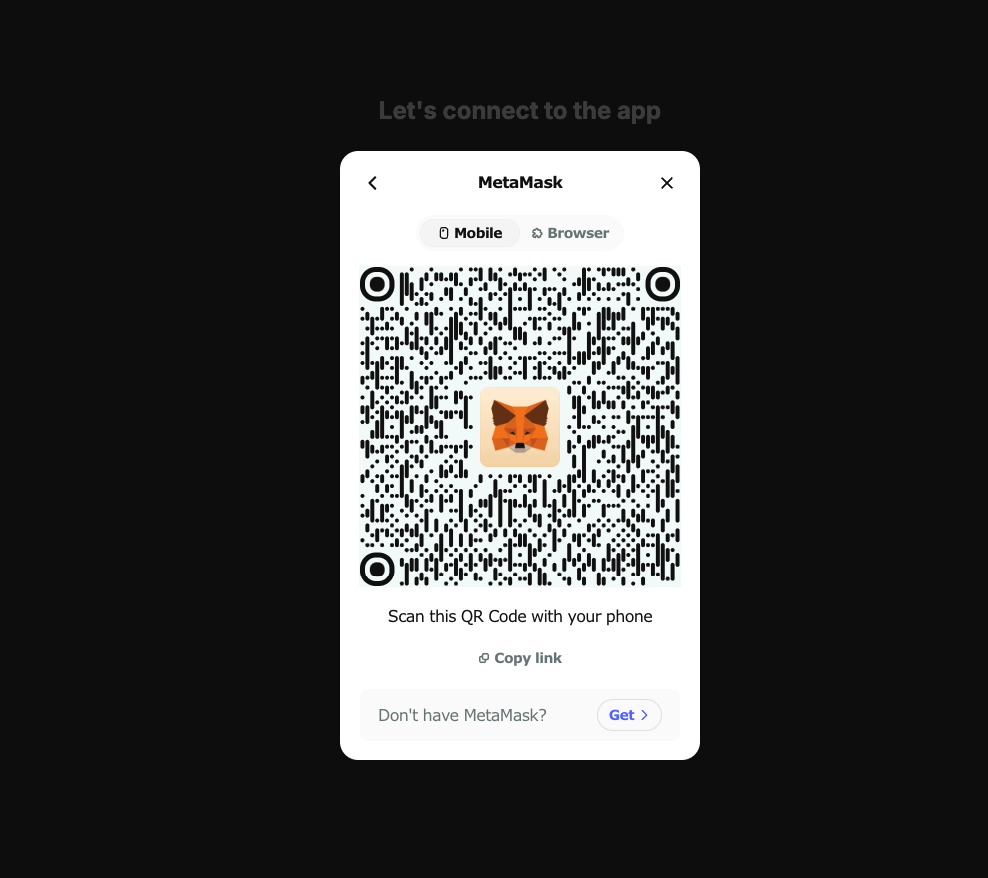 Let's connect to the app
MetaMask
Mobile
Browser
Scan this QR Code with your phone
Copy link
Don't have MetaMask?
Get